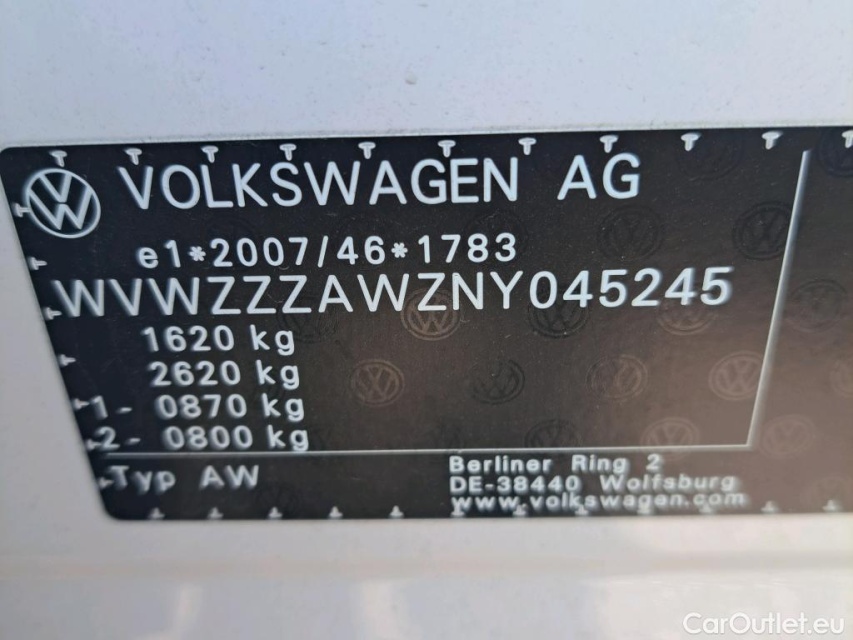 VOLKSWAGEN AG
e1*2007/46*1783
WVWZZZAWZNY045245
1620 kg
2620 kg
1- 0870 kg
2- 0800 kg
Typ AW
Berliner Ring 2
DE-38440 Wolfsburg
www.volkswagen.com
CarOutlet.eu